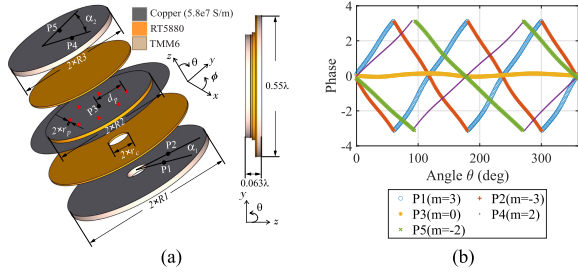 P5
α₂
P4
2×R3
Copper (5.8e7 S/m)
RT5880
TMM6
z
θ
y
ϕ
x
P3
dₚ
2×rₚ
2×R2
2×r꜀
P2
P1
α₁
2×R1
0.55λ
0.063λ
y
θ
z
(a)
4
2
0
-2
-4
Phase
0
100
200
300
Angle θ (deg)
P1(m=3)
P2(m=-3)
P3(m=0)
P4(m=2)
P5(m=-2)
(b)